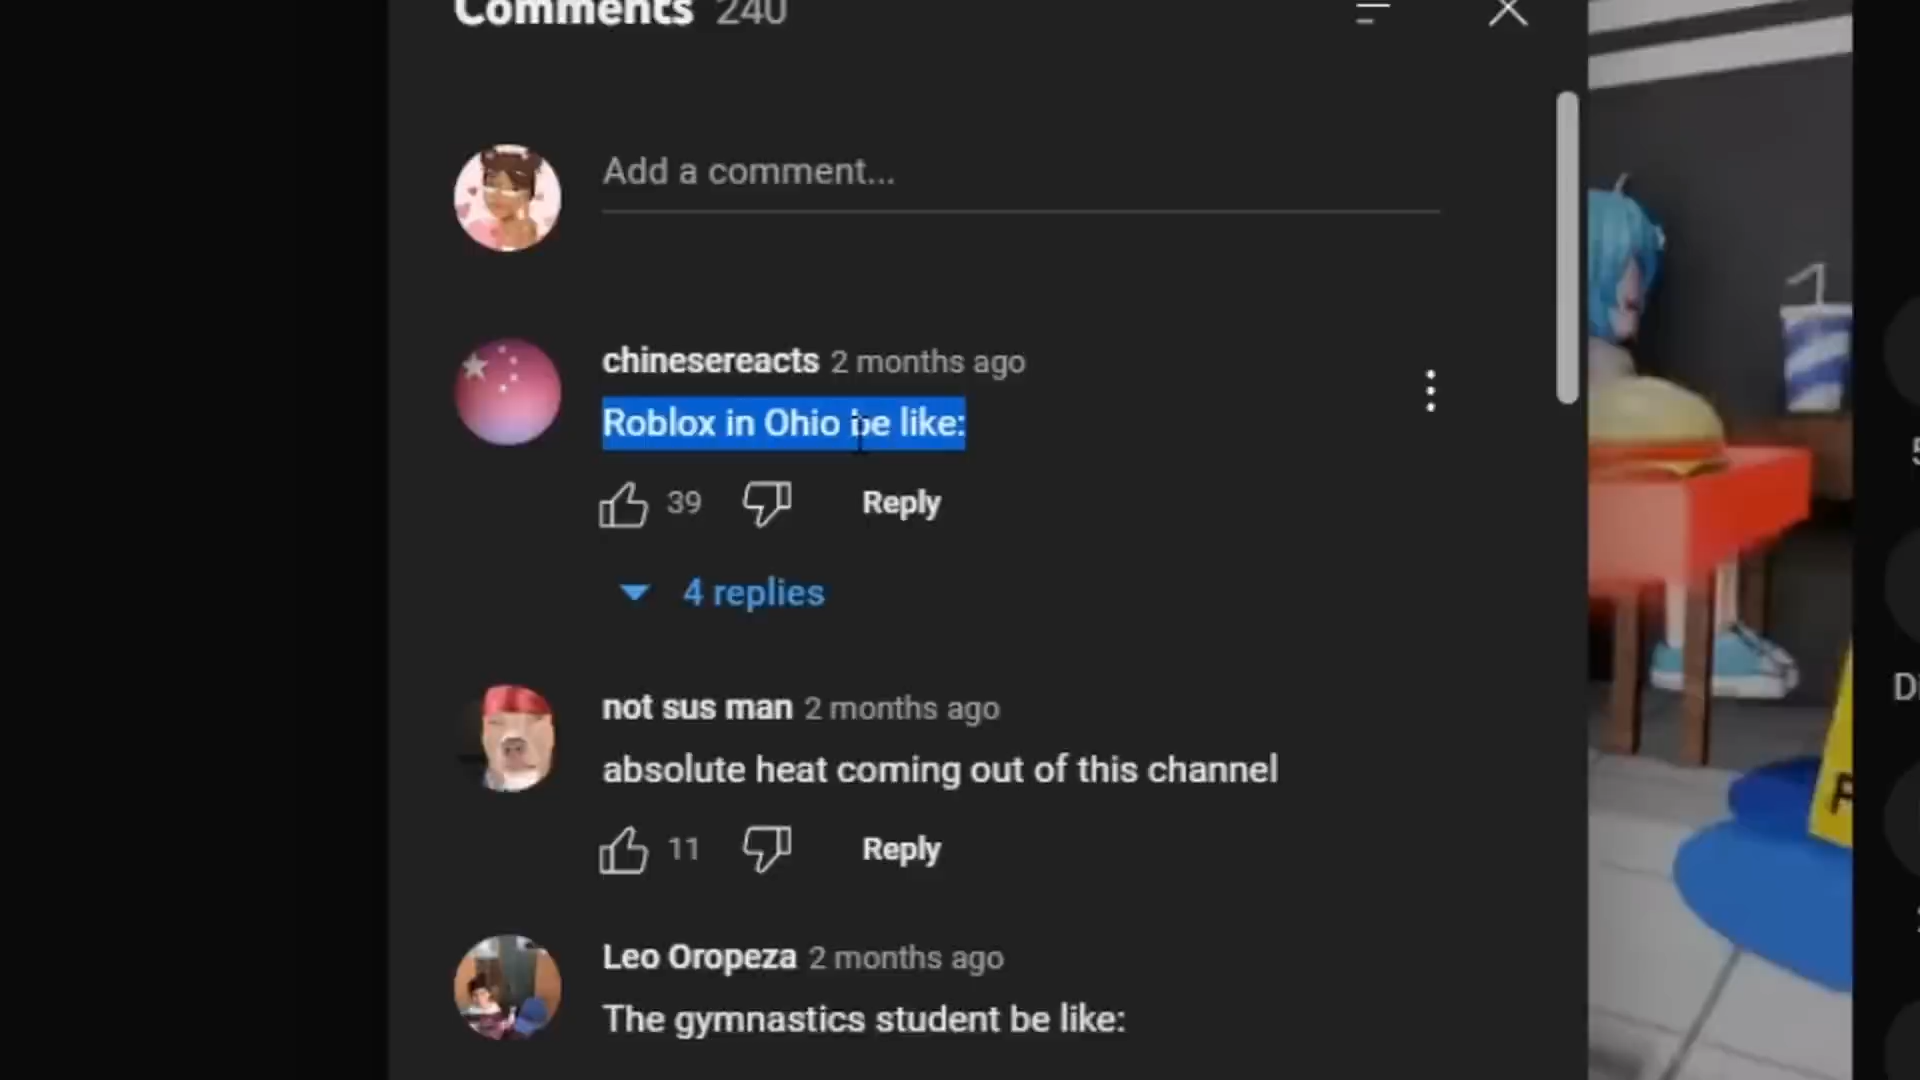 Comments 240
Add a comment...
chinesereacts 2 months ago
Roblox in Ohio be like:
39 Reply
4 replies
not sus man 2 months ago
absolute heat coming out of this channel
11 Reply
Leo Oropeza 2 months ago
The gymnastics student be like: